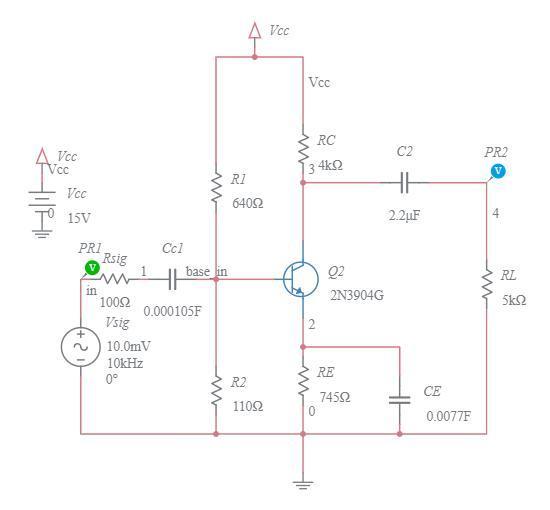 Vcc
Vcc
RC
3 4kΩ
C2
PR2
Vcc
Vcc
R1
640Ω
Vcc
0
15V
2.2µF
4
PR1
Rsig
1
Cc1
base_in
Q2
2N3904G
RL
5kΩ
in
100Ω
0.000105F
Vsig
10.0mV
10kHz
0°
2
R2
110Ω
RE
745Ω
0
CE
0.0077F
V
V